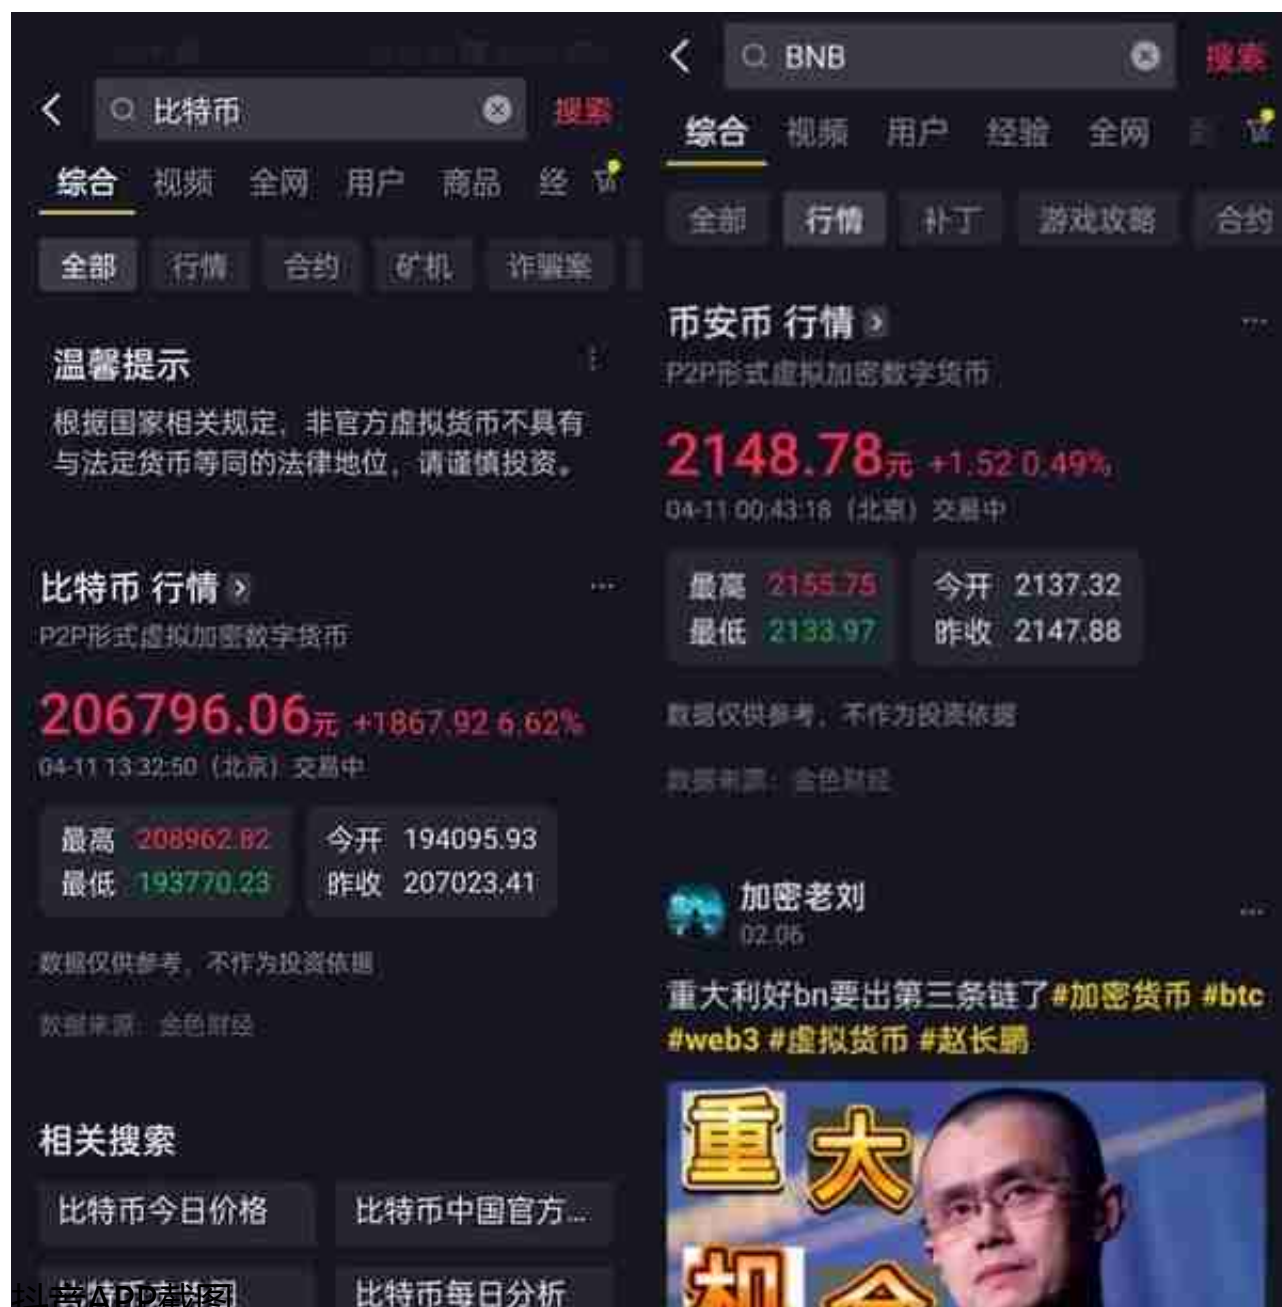 比特币
搜索
综合 视频 全网 用户 商品 经
全部 行情 合约 矿机 诈骗案
温馨提示
根据国家相关规定，非官方虚拟货币不具有
与法定货币等同的法律地位，请谨慎投资。
比特币 行情
P2P形式虚拟加密数字货币
206796.06元 +1867.92 6.62%
04-11 13:32:50（北京）交易中
最高 208962.82 今开 194095.93
最低 193770.23 昨收 207023.41
数据仅供参考，不作为投资依据
数据来源：金色财经
相关搜索
比特币今日价格 比特币中国官方...
比特币每日分析
抖音APP截图
BNB
搜索
综合 视频 用户 经验 全网
全部 行情 补丁 游戏攻略 合约
币安币 行情
P2P形式虚拟加密数字货币
2148.78元 +1.52 0.49%
04-11 00:43:18（北京）交易中
最高 2155.75 今开 2137.32
最低 2133.97 昨收 2147.88
数据仅供参考，不作为投资依据
数据来源：金色财经
加密老刘
02.06
重大利好bn要出第三条链了#加密货币 #btc
#web3 #虚拟货币 #赵长鹏
重大
机会